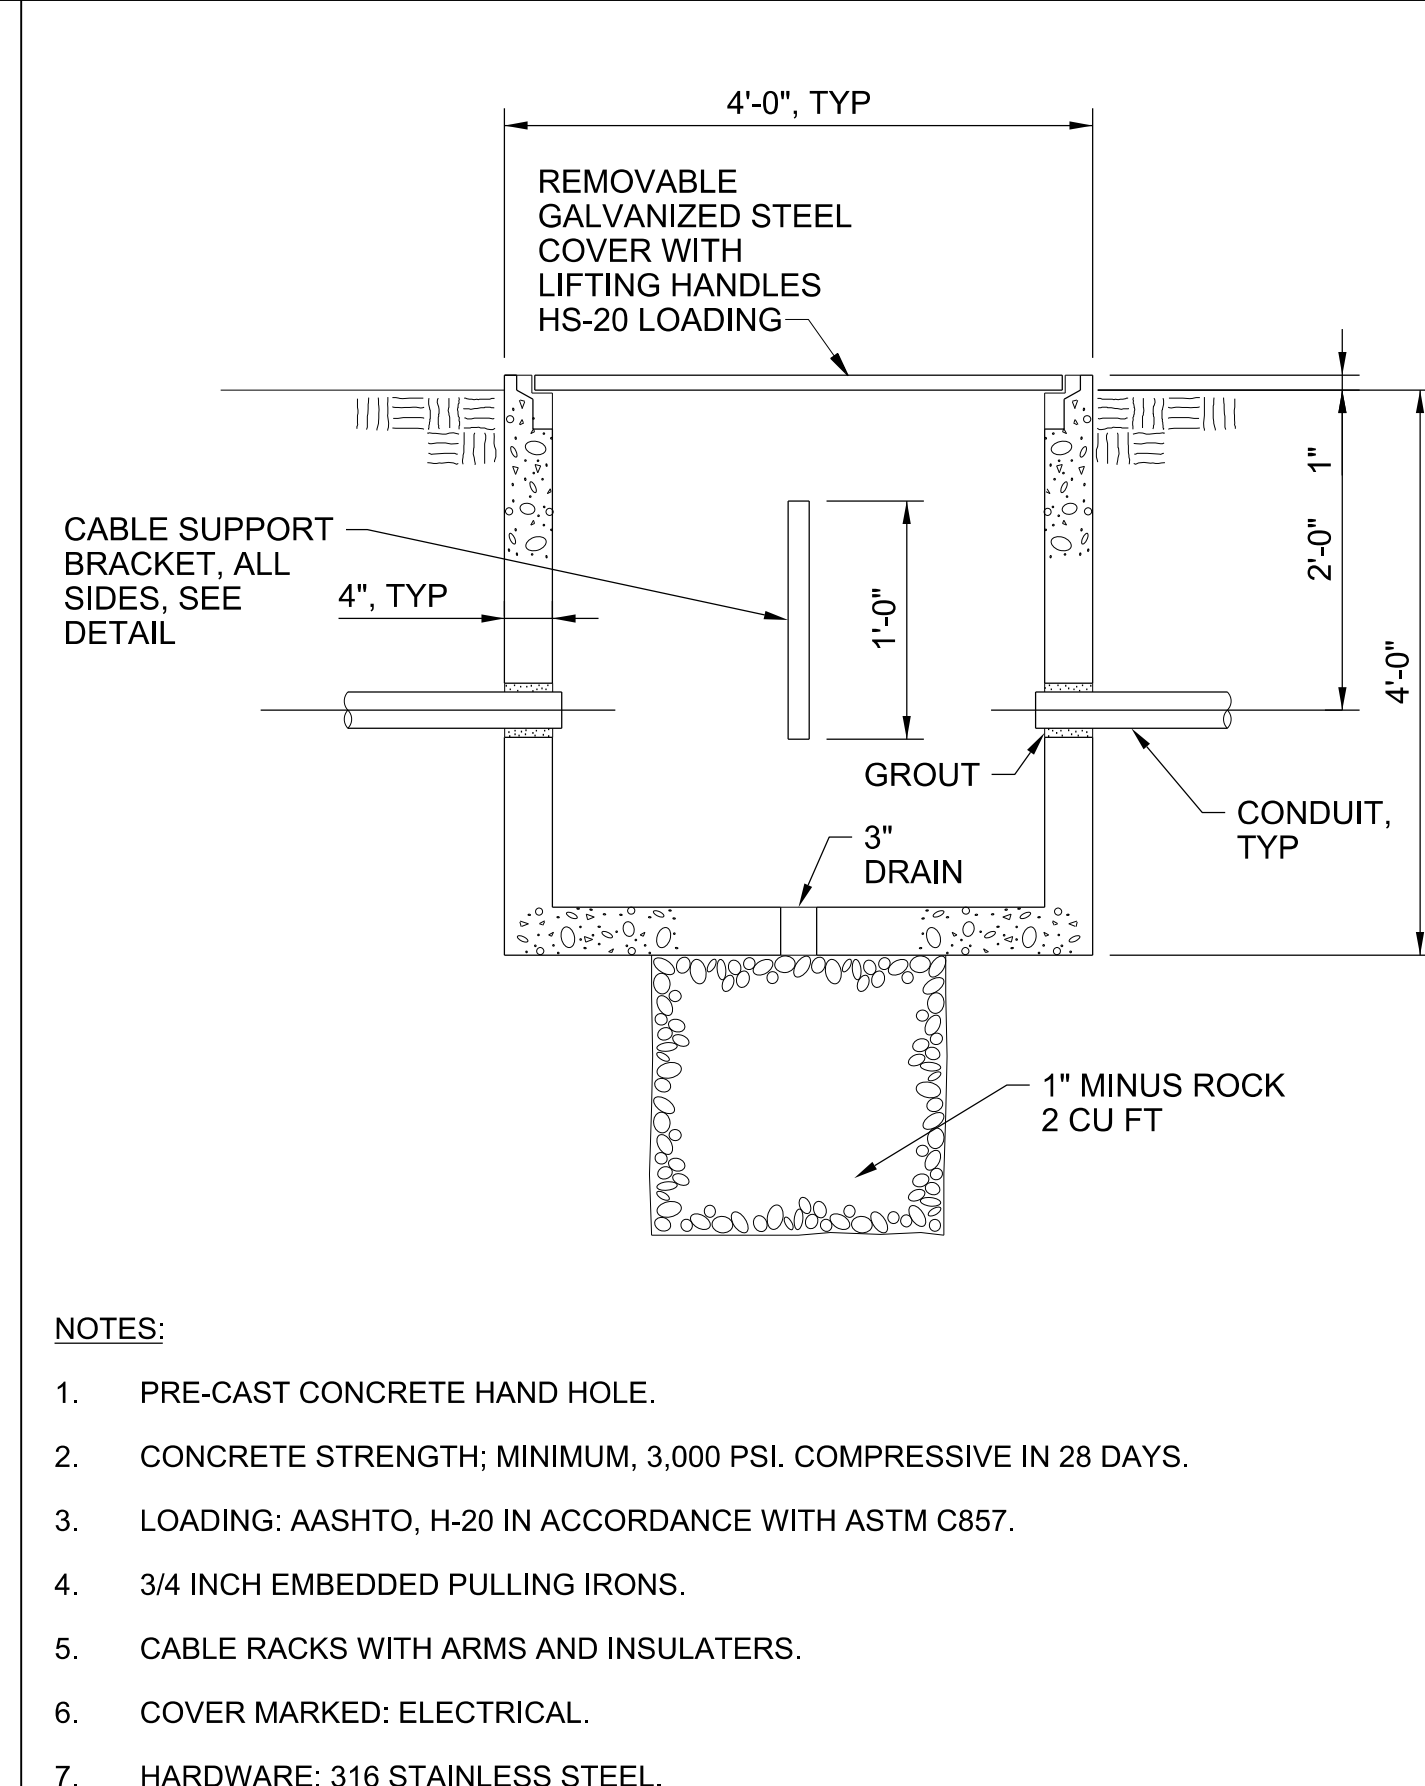 4'-0", TYP
REMOVABLE
GALVANIZED STEEL
COVER WITH
LIFTING HANDLES
HS-20 LOADING
1"
2'-0"
4'-0"
CABLE SUPPORT
BRACKET, ALL
SIDES, SEE
DETAIL
4", TYP
1'-0"
GROUT
CONDUIT,
TYP
3"
DRAIN
1" MINUS ROCK
2 CU FT
NOTES:
1. PRE-CAST CONCRETE HAND HOLE.
2. CONCRETE STRENGTH; MINIMUM, 3,000 PSI. COMPRESSIVE IN 28 DAYS.
3. LOADING: AASHTO, H-20 IN ACCORDANCE WITH ASTM C857.
4. 3/4 INCH EMBEDDED PULLING IRONS.
5. CABLE RACKS WITH ARMS AND INSULATERS.
6. COVER MARKED: ELECTRICAL.
7. HARDWARE: 316 STAINLESS STEEL.